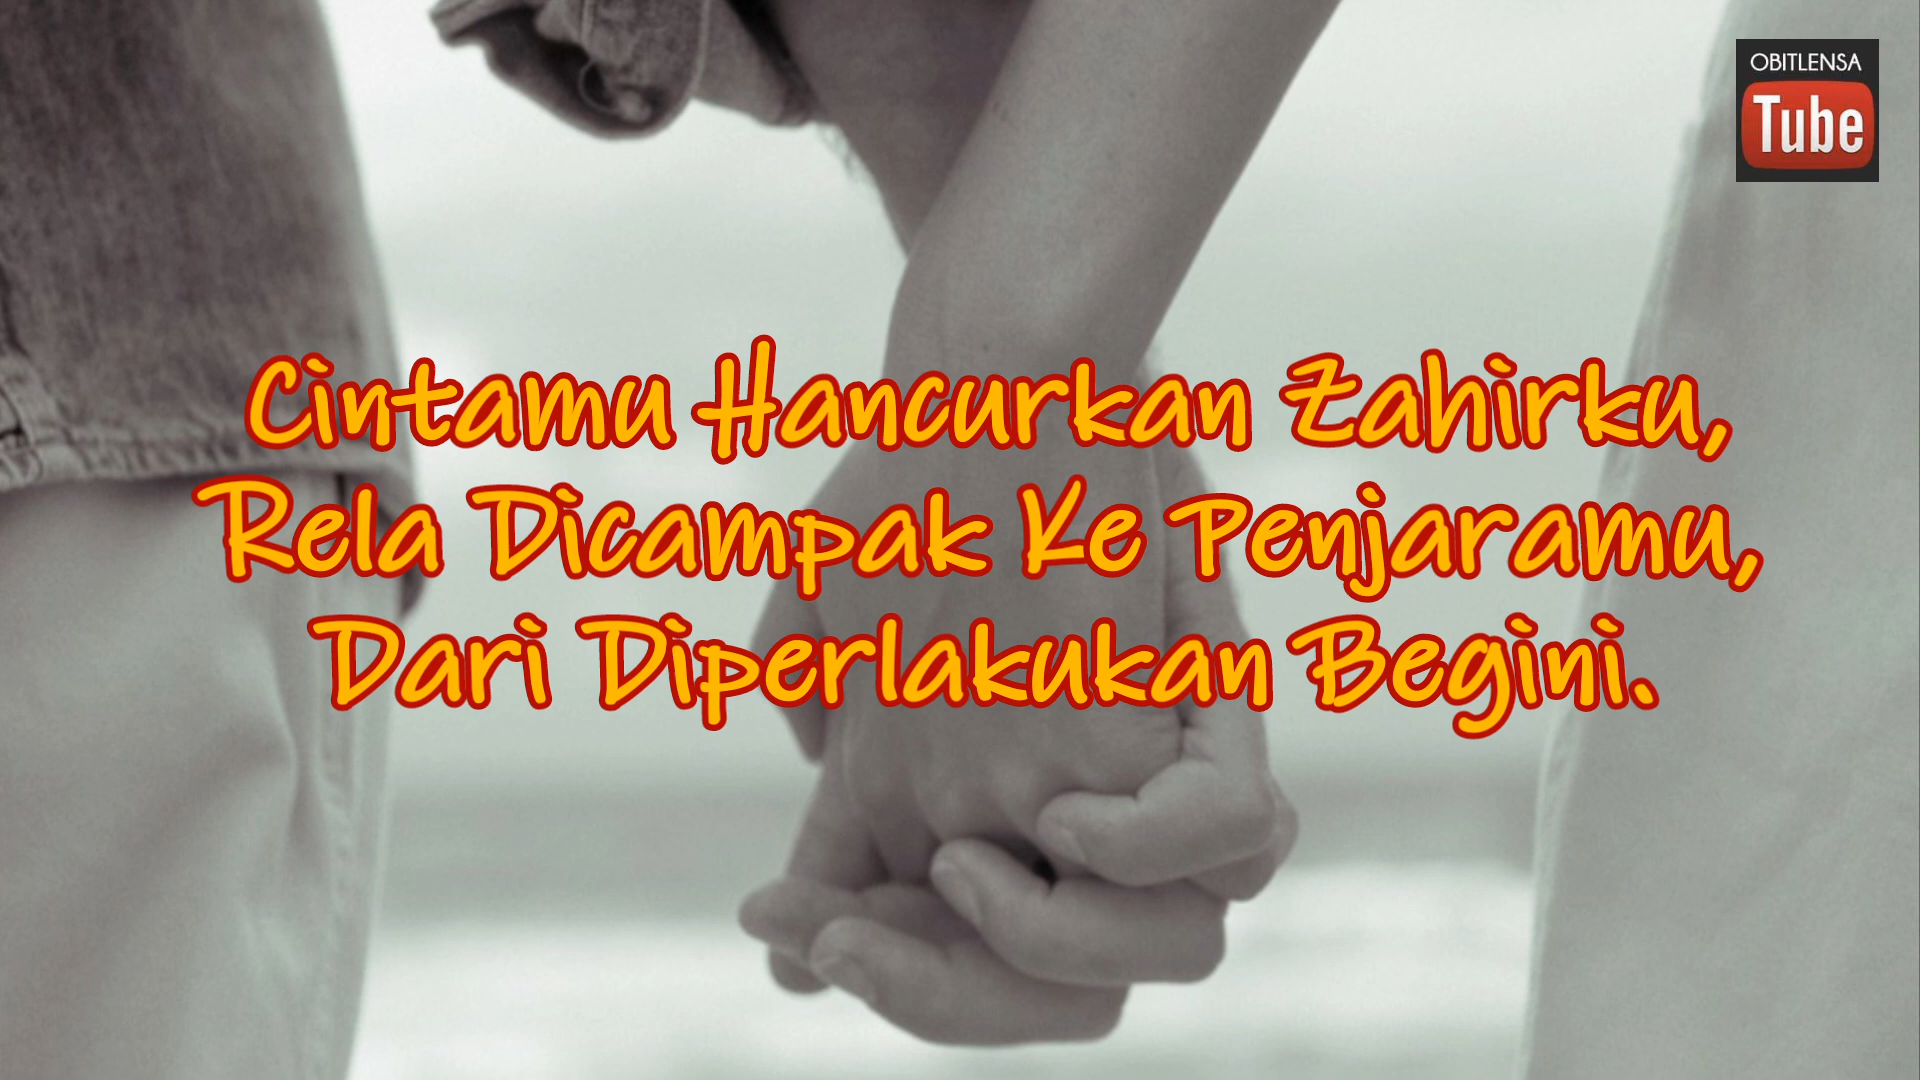 OBITLENSA
Tube
Cintamu Hancurkan Zahirku,
Rela Dicampak Ke Penjaramu,
Dari Diperlakukan Begini.